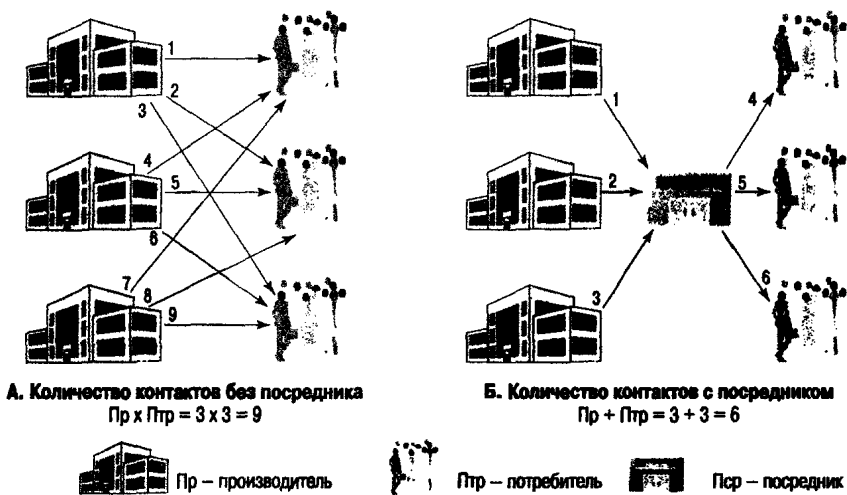 1
2
3
4
5
6
7
8
9
А. Количество контактов без посредника
Пр х Птр = 3 х 3 = 9
1
2
3
4
5
6
Б. Количество контактов с посредником
Пр + Птр = 3 + 3 = 6
Пр – производитель
Птр – потребитель
Пср – посредник